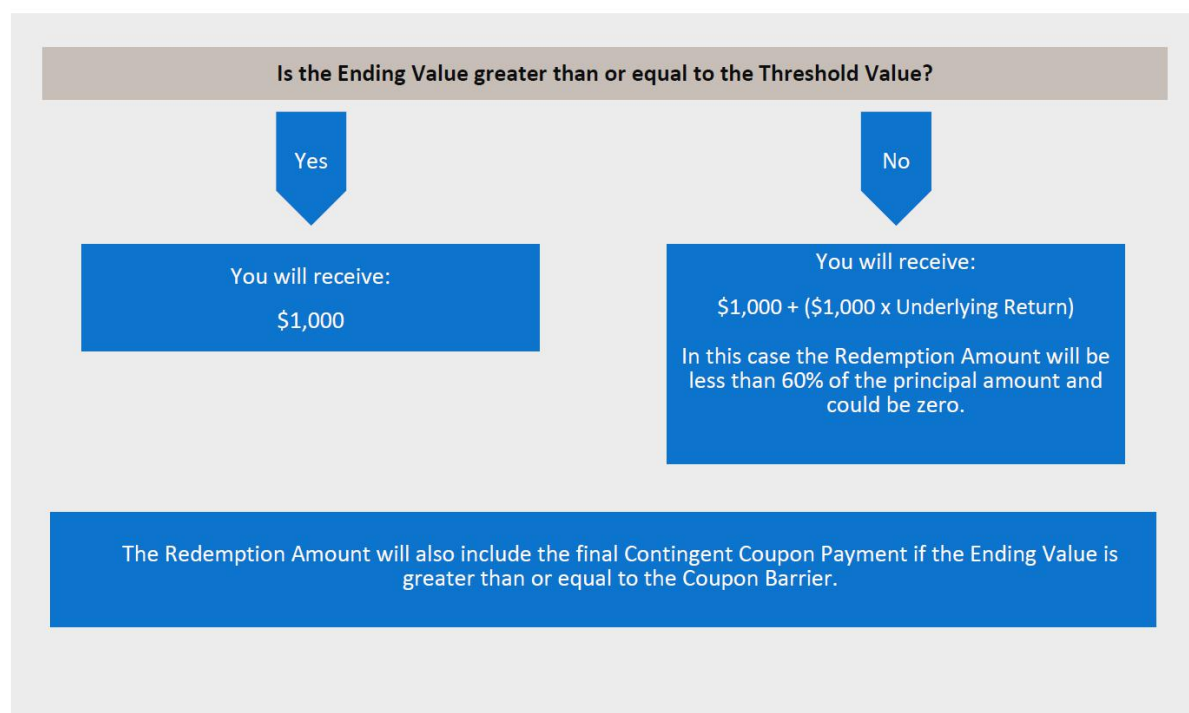 Is the Ending Value greater than or equal to the Threshold Value?
Yes
No
You will receive:
$1,000
You will receive:
$1,000 + ($1,000 x Underlying Return)
In this case the Redemption Amount will be
less than 60% of the principal amount and
could be zero.
The Redemption Amount will also include the final Contingent Coupon Payment if the Ending Value is
greater than or equal to the Coupon Barrier.